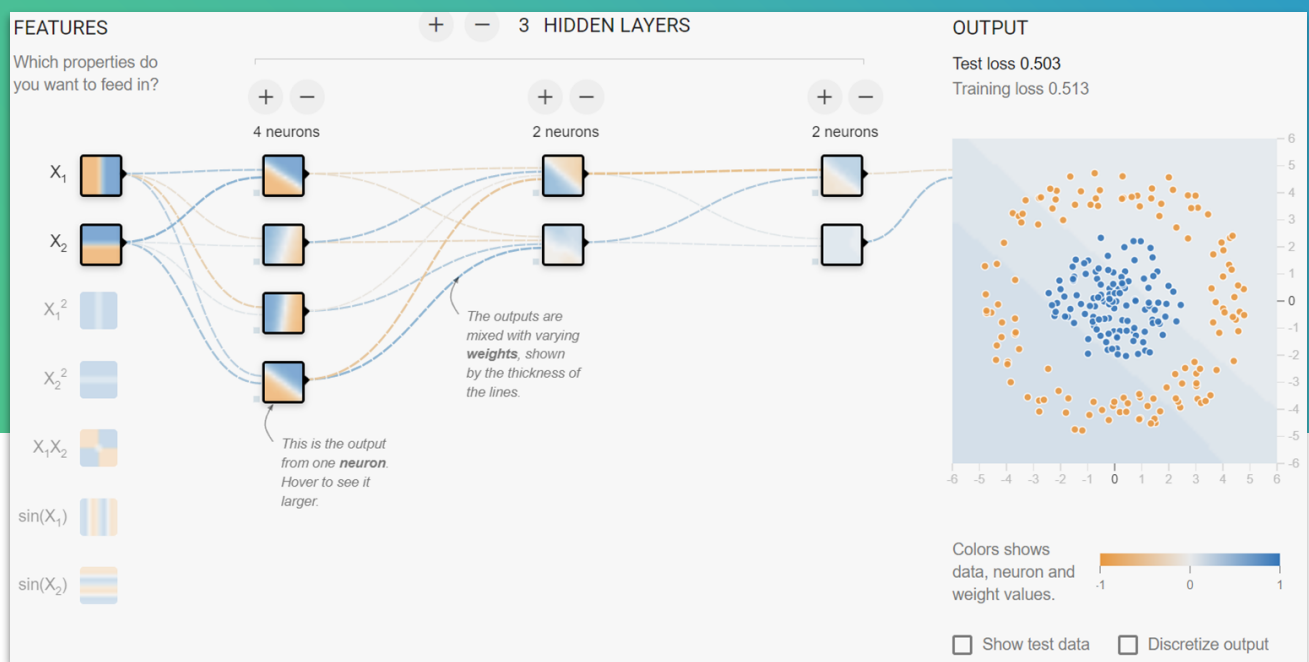 FEATURES
Which properties do
you want to feed in?
+ − 3 HIDDEN LAYERS
+ −
4 neurons
+ −
2 neurons
+ −
2 neurons
X1
X2
X1²
X2²
X1X2
sin(X1)
sin(X2)
The outputs are
mixed with varying
weights, shown
by the thickness of
the lines.
This is the output
from one neuron.
Hover to see it
larger.
OUTPUT
Test loss 0.503
Training loss 0.513
6
5
4
3
2
1
0
-1
-2
-3
-4
-5
-6
-6 -5 -4 -3 -2 -1 0 1 2 3 4 5 6
Colors shows
data, neuron and
weight values.
-1 0 1
Show test data Discretize output